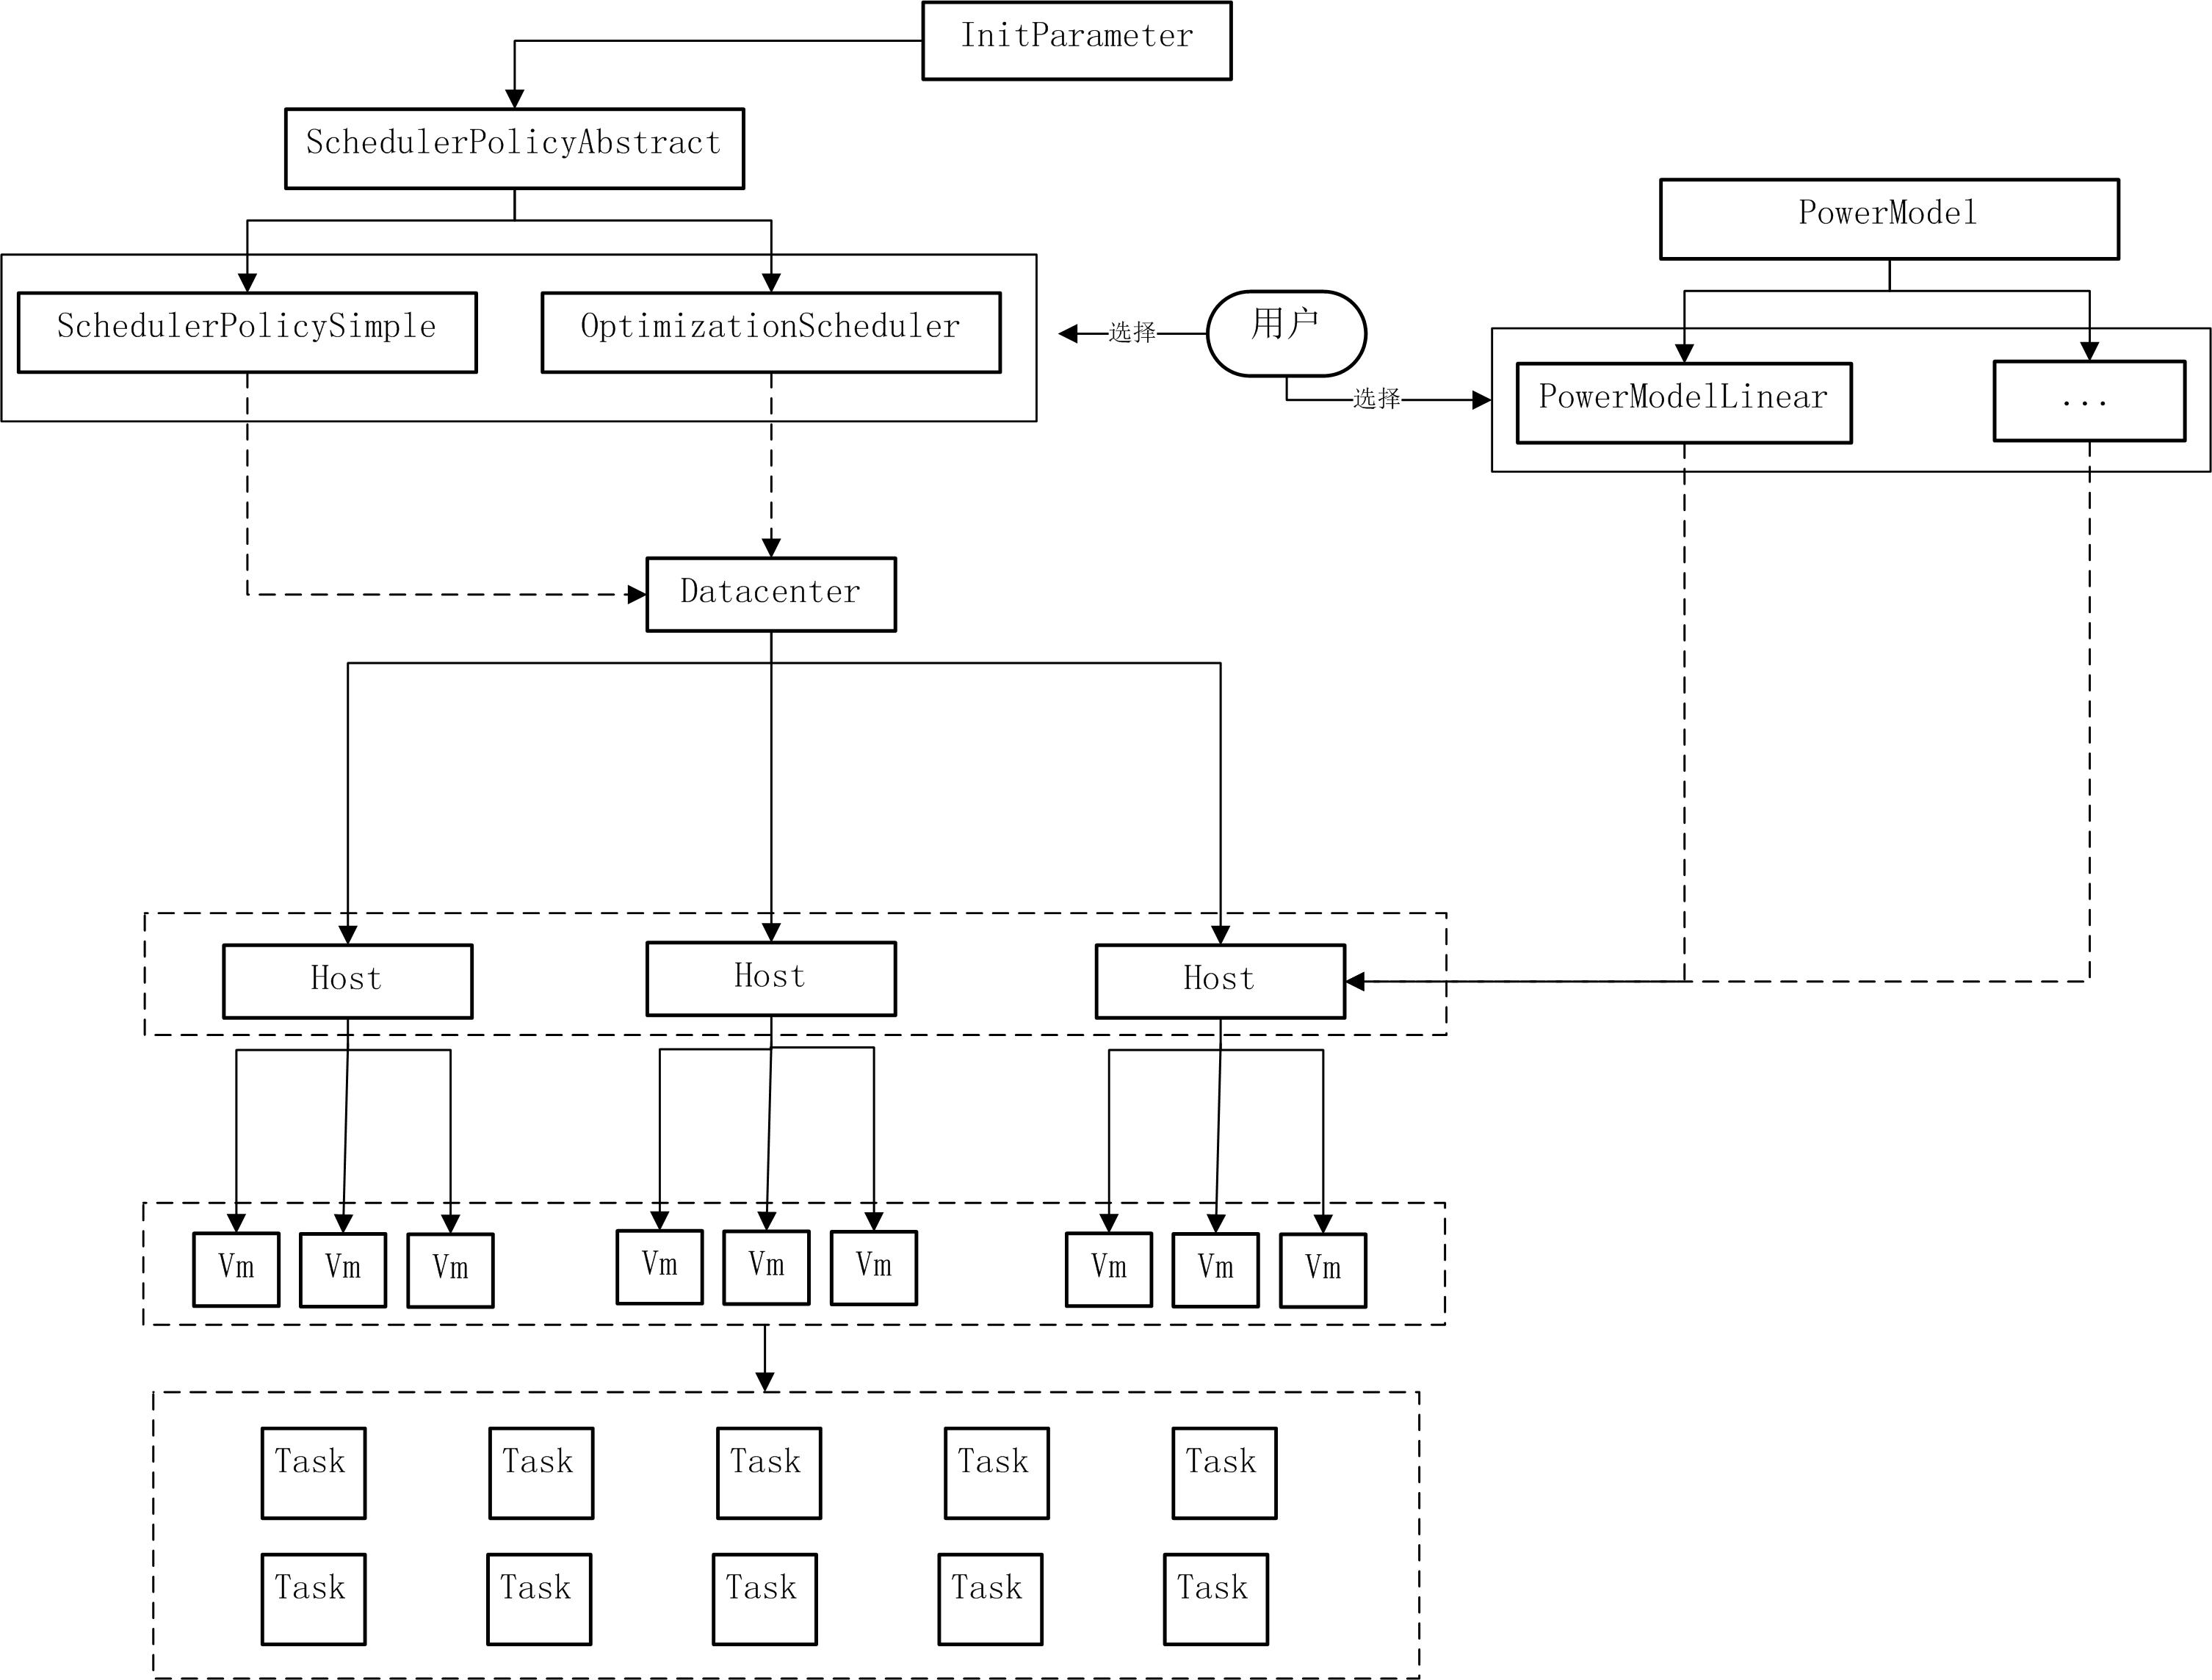 InitParameter
SchedulerPolicyAbstract
PowerModel
SchedulerPolicySimple
OptimizationScheduler
选择
用户
选择
PowerModelLinear
...
Datacenter
Host
Host
Host
Vm
Vm
Vm
Vm
Vm
Vm
Vm
Vm
Vm
Task
Task
Task
Task
Task
Task
Task
Task
Task
Task